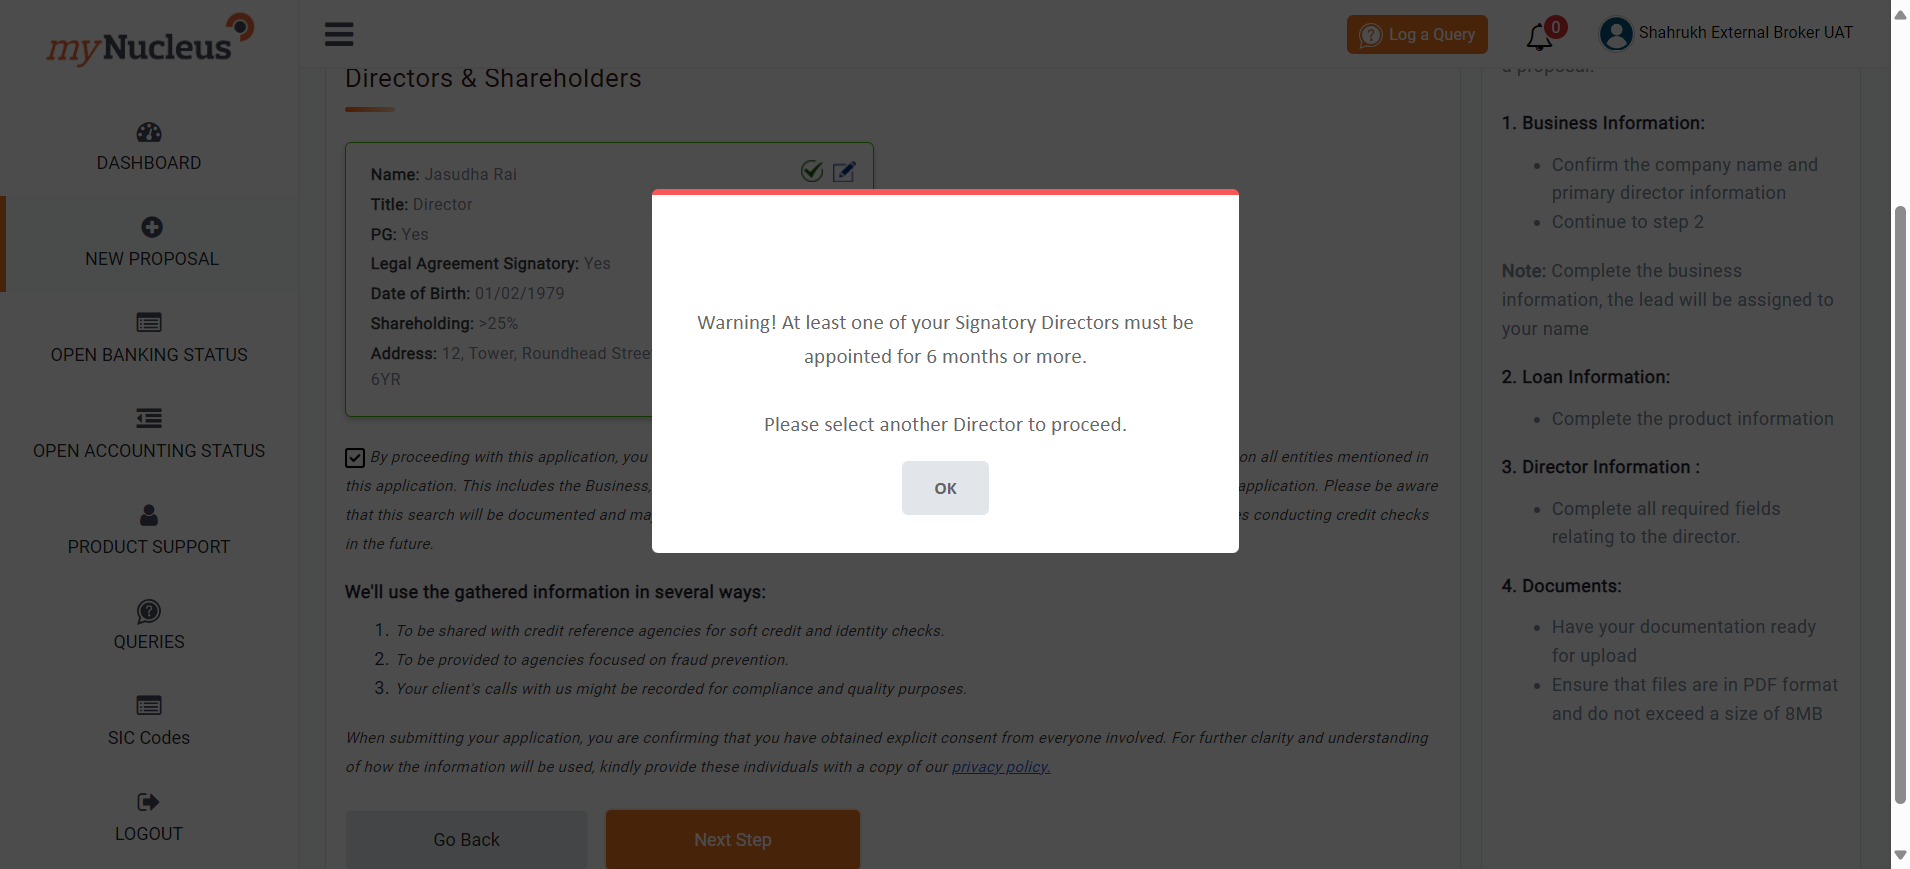 myNucleus
Log a Query
0
Shahrukh External Broker UAT
DASHBOARD
NEW PROPOSAL
OPEN BANKING STATUS
OPEN ACCOUNTING STATUS
PRODUCT SUPPORT
QUERIES
SIC Codes
LOGOUT
Directors & Shareholders
Name: Jasudha Rai
Title: Director
PG: Yes
Legal Agreement Signatory: Yes
Date of Birth: 01/02/1979
Shareholding: >25%
Address: 12, Tower, Roundhead Stree
6YR
Warning! At least one of your Signatory Directors must be
appointed for 6 months or more.
Please select another Director to proceed.
OK
By proceeding with this application, you on all entities mentioned in
this application. This includes the Business, application. Please be aware
that this search will be documented and conducting credit checks
in the future.
We'll use the gathered information in several ways:
1. To be shared with credit reference agencies for soft credit and identity checks.
2. To be provided to agencies focused on fraud prevention.
3. Your client's calls with us might be recorded for compliance and quality purposes.
When submitting your application, you are confirming that you have obtained explicit consent from everyone involved. For further clarity and understanding
of how the information will be used, kindly provide these individuals with a copy of our privacy policy.
Go Back
Next Step
a proposal.
1. Business Information:
• Confirm the company name and
primary director information
• Continue to step 2
Note: Complete the business
information, the lead will be assigned to
your name
2. Loan Information:
• Complete the product information
3. Director Information :
• Complete all required fields
relating to the director.
4. Documents:
• Have your documentation ready
for upload
• Ensure that files are in PDF format
and do not exceed a size of 8MB